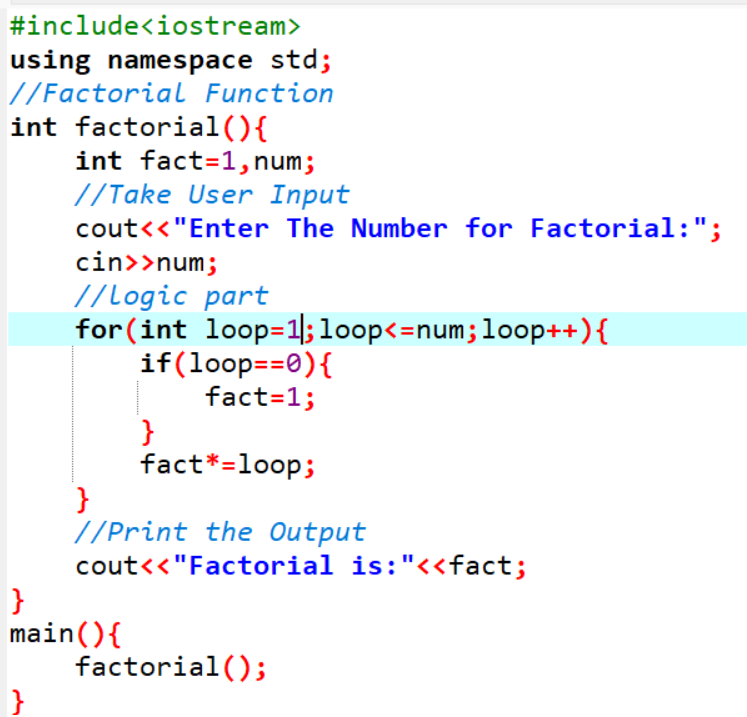 #include<iostream>
using namespace std;
//Factorial Function
int factorial(){
    int fact=1,num;
    //Take User Input
    cout<<"Enter The Number for Factorial:";
    cin>>num;
    //logic part
    for(int loop=1;loop<=num;loop++){
        if(loop==0){
            fact=1;
        }
        fact*=loop;
    }
    //Print the Output
    cout<<"Factorial is:"<<fact;
}
main(){
    factorial();
}